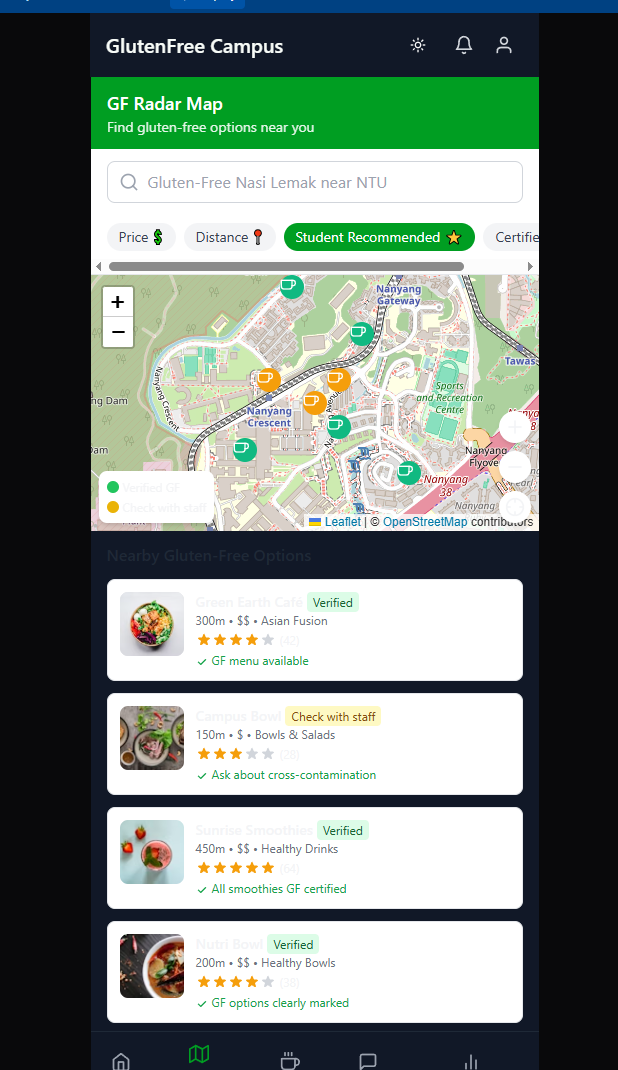 GlutenFree Campus
GF Radar Map
Find gluten-free options near you
Gluten-Free Nasi Lemak near NTU
Price
Distance
Student Recommended
Certifie
+
−
Nanyang
Gateway
Tawas
Nanyang Crescent
ng Dam
Sports
and Recreation
Centre
Nanyang
Crescent
Dam
Nanyang
Flyove
Nanyang
38
Nanyang
Verified GF
Check with staff
Leaflet | © OpenStreetMap contributors
Nearby Gluten-Free Options
Green Earth Café Verified
300m • $$ • Asian Fusion
(42)
✓ GF menu available
Campus Bowl Check with staff
150m • $ • Bowls & Salads
(28)
✓ Ask about cross-contamination
Sunrise Smoothies Verified
450m • $$ • Healthy Drinks
(64)
✓ All smoothies GF certified
Nutri Bowl Verified
200m • $$ • Healthy Bowls
(38)
✓ GF options clearly marked